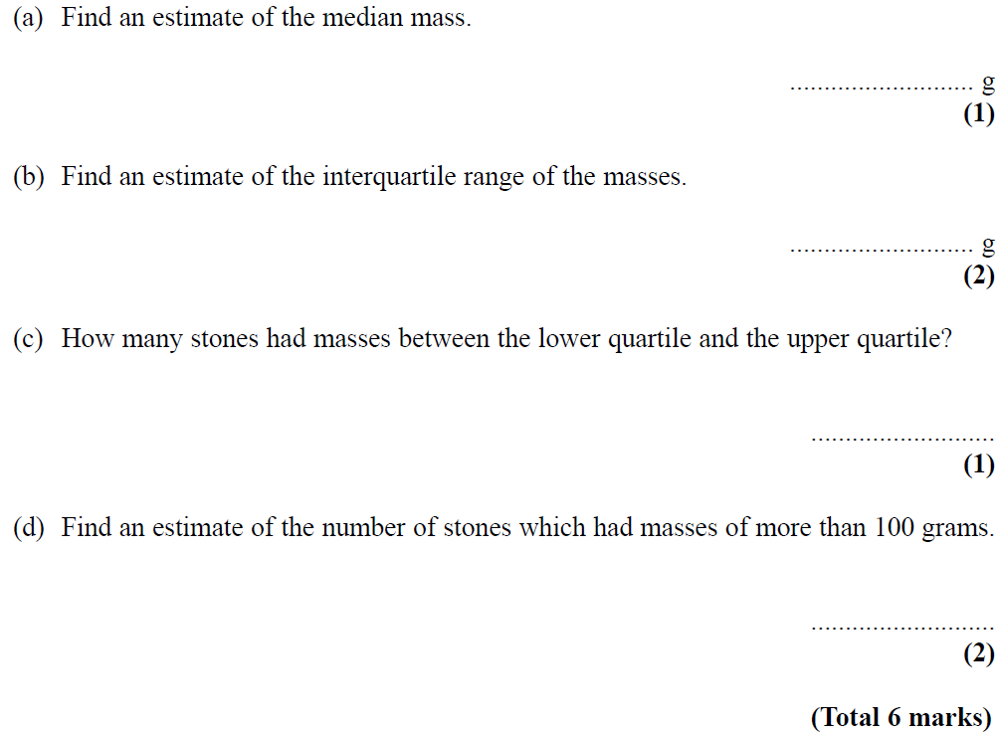 (a) Find an estimate of the median mass.
........................... g
(1)
(b) Find an estimate of the interquartile range of the masses.
........................... g
(2)
(c) How many stones had masses between the lower quartile and the upper quartile?
...........................
(1)
(d) Find an estimate of the number of stones which had masses of more than 100 grams.
...........................
(2)
(Total 6 marks)